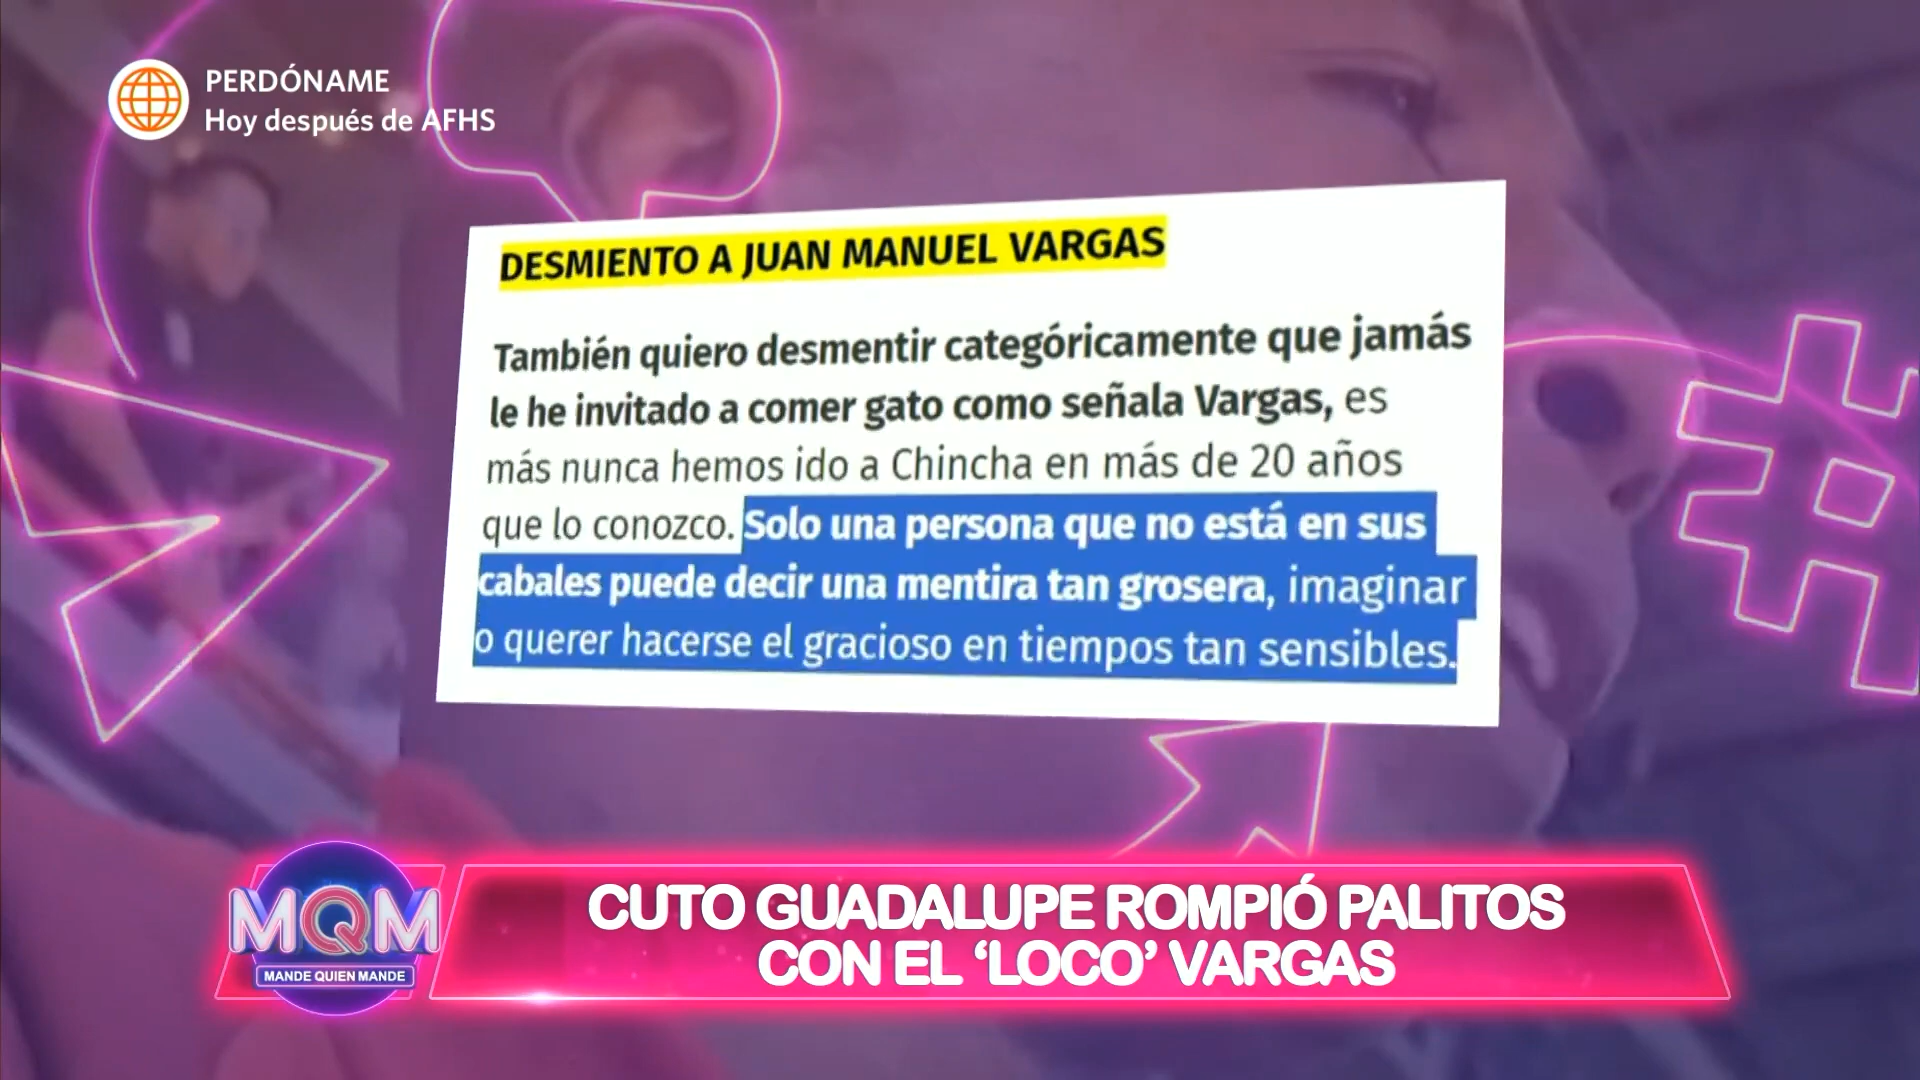 PERDÓNAME
Hoy después de AFHS
DESMIENTO A JUAN MANUEL VARGAS
También quiero desmentir categóricamente que jamás
le he invitado a comer gato como señala Vargas, es
más nunca hemos ido a Chincha en más de 20 años
que lo conozco. Solo una persona que no está en sus
cabales puede decir una mentira tan grosera, imaginar
o querer hacerse el gracioso en tiempos tan sensibles.
MQM
MANDE QUIEN MANDE
CUTO GUADALUPE ROMPIÓ PALITOS
CON EL ‘LOCO’ VARGAS